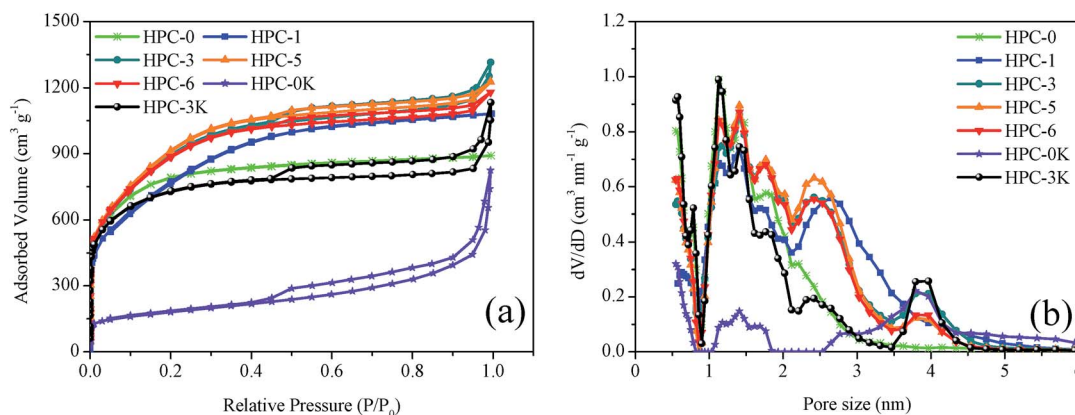 1500
1200
900
600
300
0
Adsorbed Volume (cm³ g⁻¹)
HPC-0 HPC-1
HPC-3 HPC-5
HPC-6 HPC-0K
HPC-3K
(a)
0.0 0.2 0.4 0.6 0.8 1.0
Relative Pressure (P/P₀)
1.2
1.0
0.8
0.6
0.4
0.2
0.0
dV/dD (cm³ nm⁻¹ g⁻¹)
HPC-0
HPC-1
HPC-3
HPC-5
HPC-6
HPC-0K
HPC-3K
(b)
0 1 2 3 4 5
Pore size (nm)